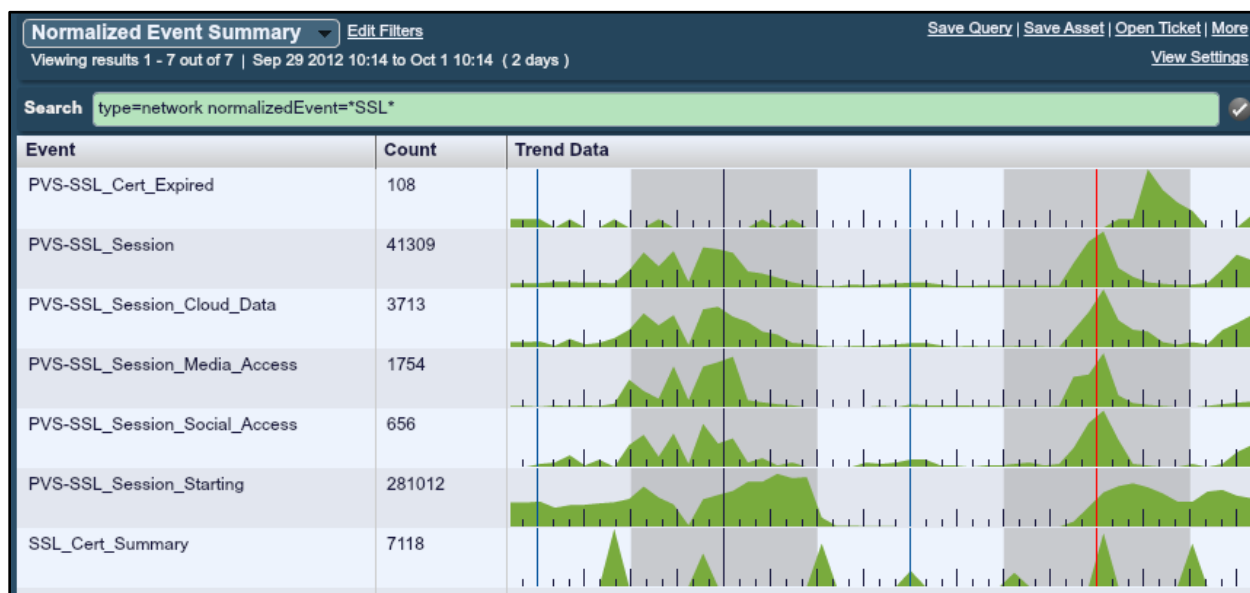 Normalized Event Summary Edit Filters Save Query | Save Asset | Open Ticket | More
Viewing results 1 - 7 out of 7 | Sep 29 2012 10:14 to Oct 1 10:14 ( 2 days ) View Settings
Search type=network normalizedEvent=*SSL*
Event Count Trend Data
PVS-SSL_Cert_Expired 108
PVS-SSL_Session 41309
PVS-SSL_Session_Cloud_Data 3713
PVS-SSL_Session_Media_Access 1754
PVS-SSL_Session_Social_Access 656
PVS-SSL_Session_Starting 281012
SSL_Cert_Summary 7118